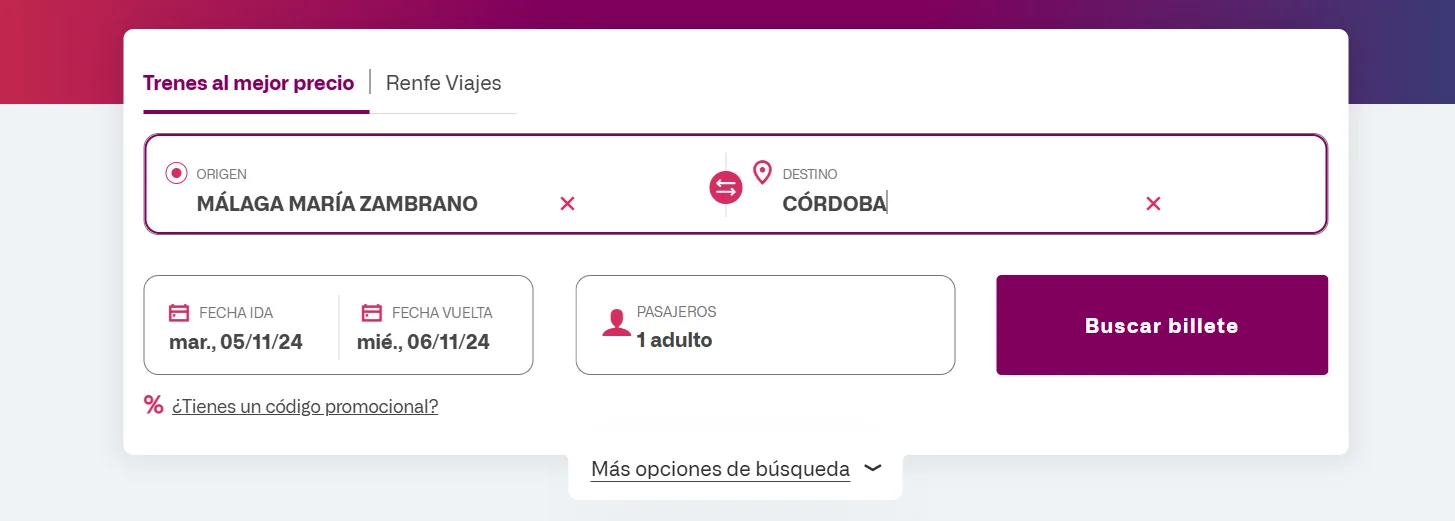 Trenes al mejor precio
Renfe Viajes
ORIGEN
MÁLAGA MARÍA ZAMBRANO
DESTINO
CÓRDOBA
FECHA IDA
mar., 05/11/24
FECHA VUELTA
mié., 06/11/24
PASAJEROS
1 adulto
Buscar billete
% ¿Tienes un código promocional?
Más opciones de búsqueda